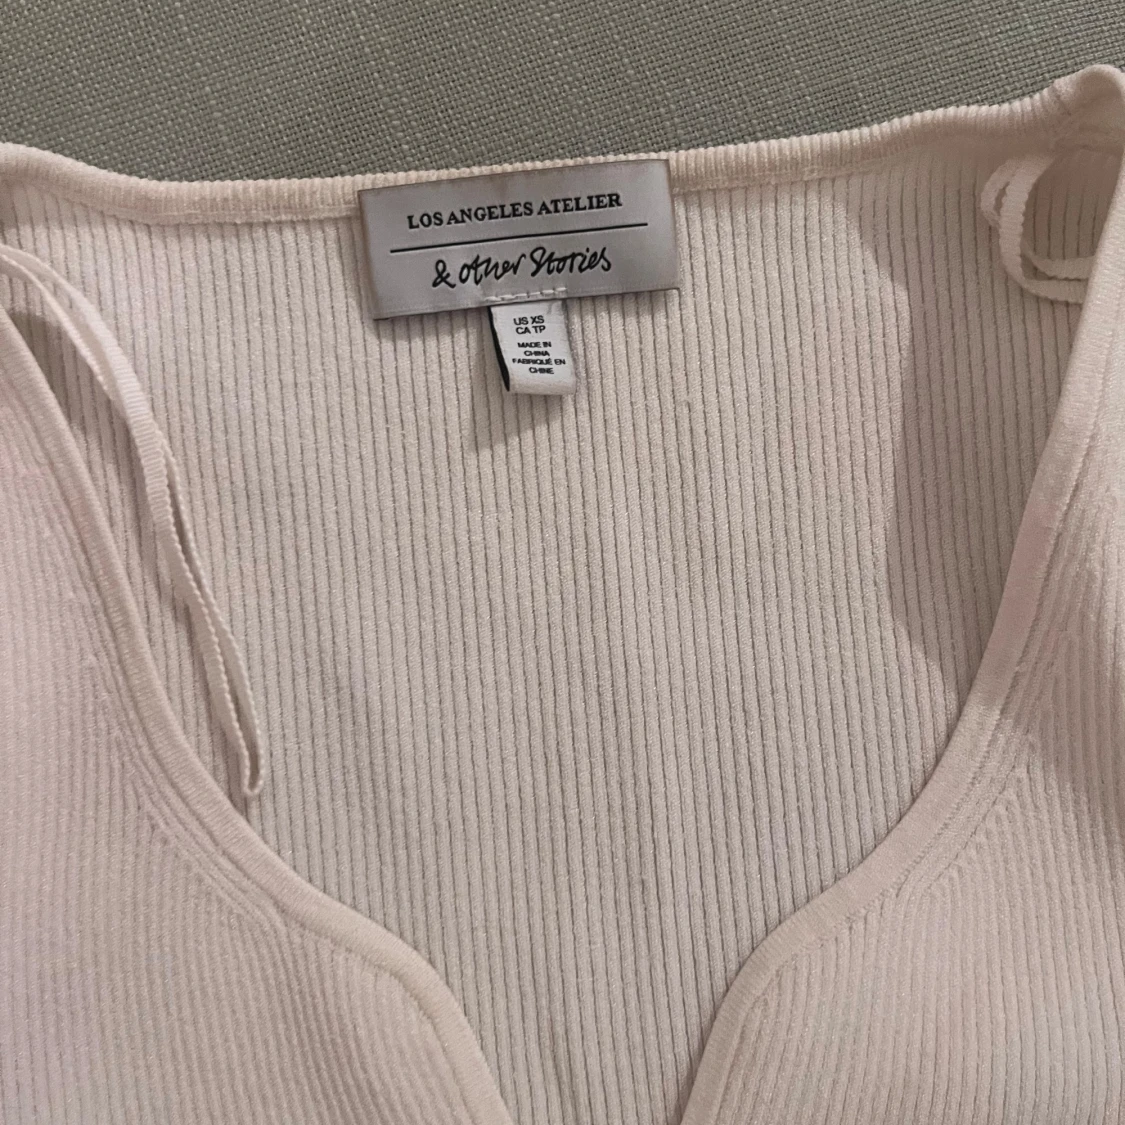 LOS ANGELES ATELIER
& other Stories
US XS
CA TP
MADE IN
CHINA
FABRIQUÉ EN
CHINE